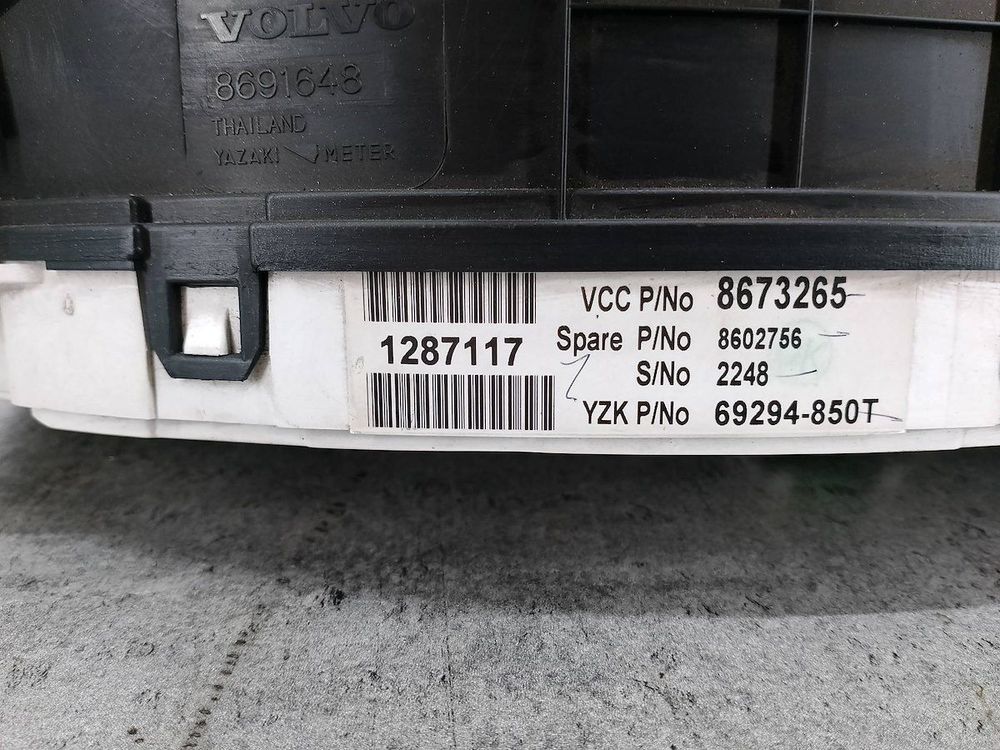 VOLVO
8691648
THAILAND
YAZAKI METER
1287117
VCC P/No 8673265
Spare P/No 8602756
S/No 2248
YZK P/No 69294-850T